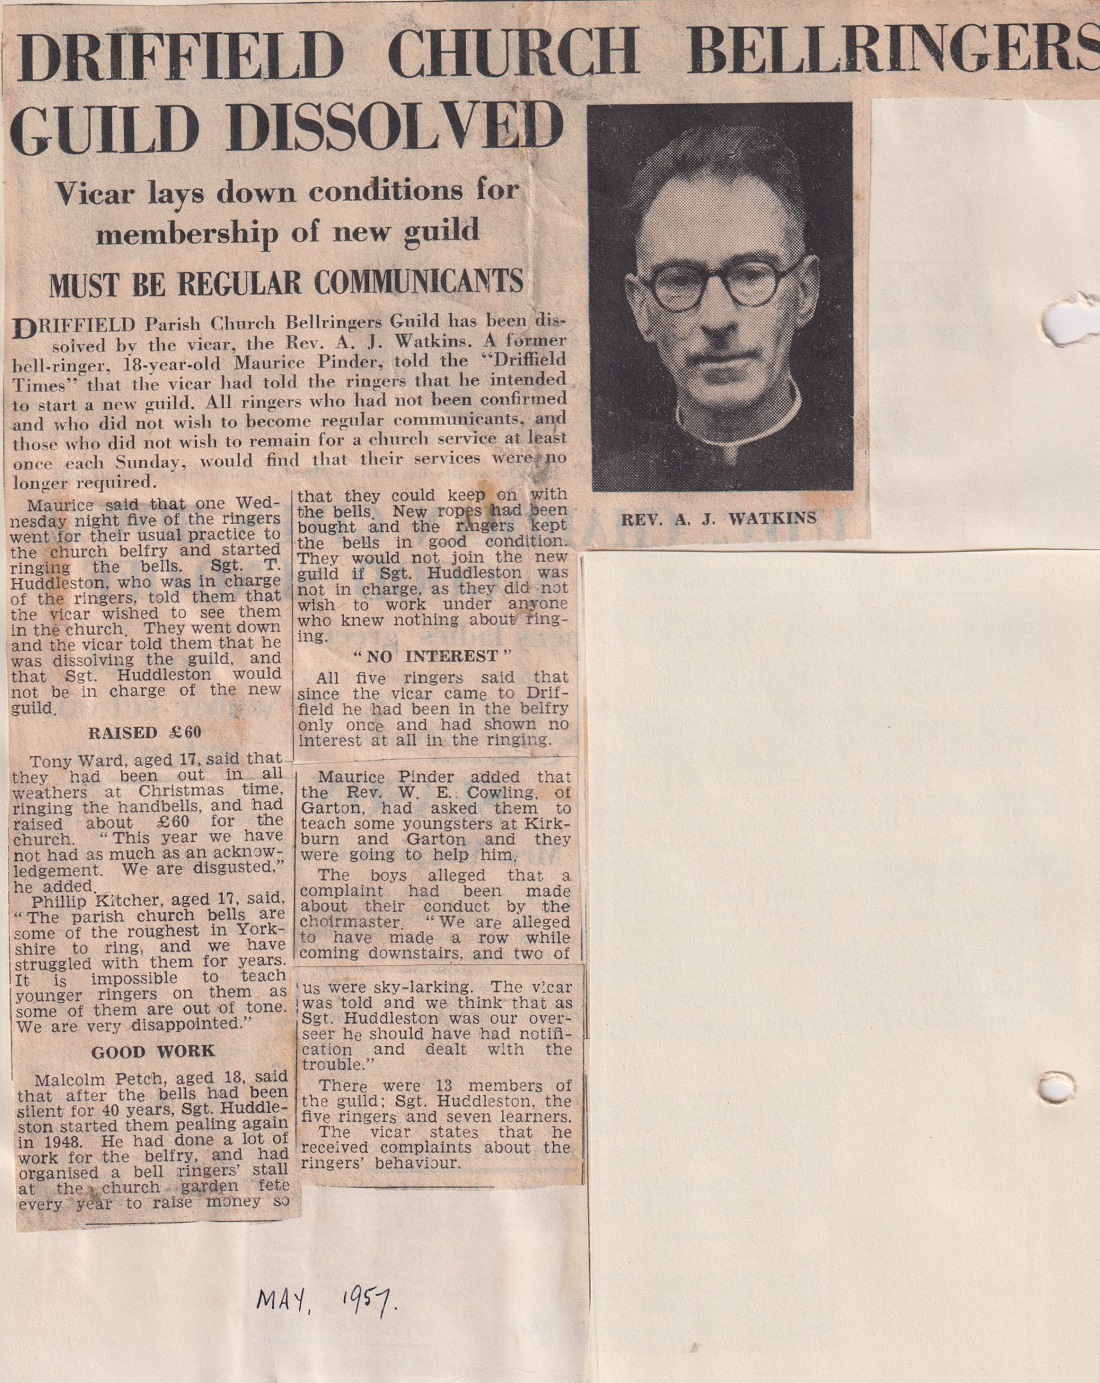 DRIFFIELD CHURCH BELLRINGERS
GUILD DISSOLVED
Vicar lays down conditions for
membership of new guild
MUST BE REGULAR COMMUNICANTS
DRIFFIELD Parish Church Bellringers Guild has been dis-
solved by the vicar, the Rev. A. J. Watkins. A former
bell-ringer, 18-year-old Maurice Pinder, told the "Driffield
Times" that the vicar had told the ringers that he intended
to start a new guild. All ringers who had not been confirmed
and who did not wish to become regular communicants, and
those who did not wish to remain for a church service at least
once each Sunday, would find that their services were no
longer required.
Maurice said that one Wed-
nesday night five of the ringers
went for their usual practice to
the church belfry and started
ringing the bells. Sgt. T.
Huddleston, who was in charge
of the ringers, told them that
the vicar wished to see them
in the church. They went down
and the vicar told them that he
was dissolving the guild, and
that Sgt. Huddleston would
not be in charge of the new
guild.
RAISED £60
Tony Ward, aged 17, said that
they had been out in all
weathers at Christmas time,
ringing the handbells, and had
raised about £60 for the
church. "This year we have
not had as much as an acknow-
ledgement. We are disgusted,"
he added.
Phillip Kitcher, aged 17, said,
"The parish church bells are
some of the roughest in York-
shire to ring, and we have
struggled with them for years.
It is impossible to teach
younger ringers on them as
some of them are out of tone.
We are very disappointed."
GOOD WORK
Malcolm Petch, aged 18, said
that after the bells had been
silent for 40 years, Sgt. Huddle-
ston started them pealing again
in 1948. He had done a lot of
work for the belfry, and had
organised a bell ringers' stall
at the church garden fete
every year to raise money so
that they could keep on with
the bells. New ropes had been
bought and the ringers kept
the bells in good condition.
They would not join the new
guild if Sgt. Huddleston was
not in charge, as they did not
wish to work under anyone
who knew nothing about ring-
ing.
"NO INTEREST"
All five ringers said that
since the vicar came to Drif-
field he had been in the belfry
only once and had shown no
interest at all in the ringing.
Maurice Pinder added that
the Rev. W. E. Cowling, of
Garton, had asked them to
teach some youngsters at Kirk-
burn and Garton and they
were going to help him.
The boys alleged that a
complaint had been made
about their conduct by the
choirmaster. "We are alleged
to have made a row while
coming downstairs, and two of
us were sky-larking. The vicar
was told and we think that as
Sgt. Huddleston was our over-
seer he should have had notifi-
cation and dealt with the
trouble."
There were 13 members of
the guild; Sgt. Huddleston, the
five ringers and seven learners.
The vicar states that he
received complaints about the
ringers' behaviour.
REV. A. J. WATKINS
MAY, 1957.